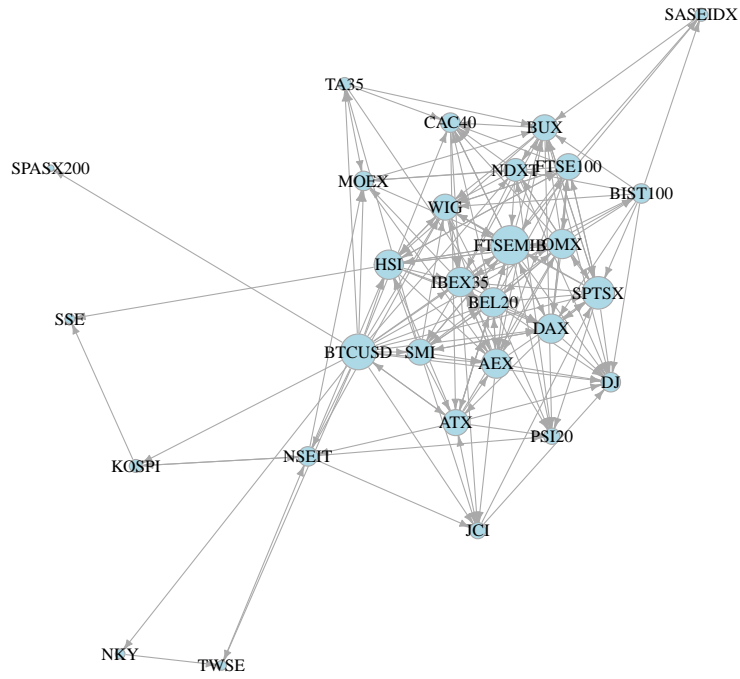 SASEIDX
TA35
CAC40
BUX
SPASX200
MOEX
NDXT
FTSE100
BIST100
WIG
FTSEMIB
OMX
HSI
IBEX35
BEL20
SPTSX
SSE
BTCUSD
SMI
DAX
AEX
DJ
ATX
PSI20
KOSPI
NSEIT
JCI
NKY
TWSE